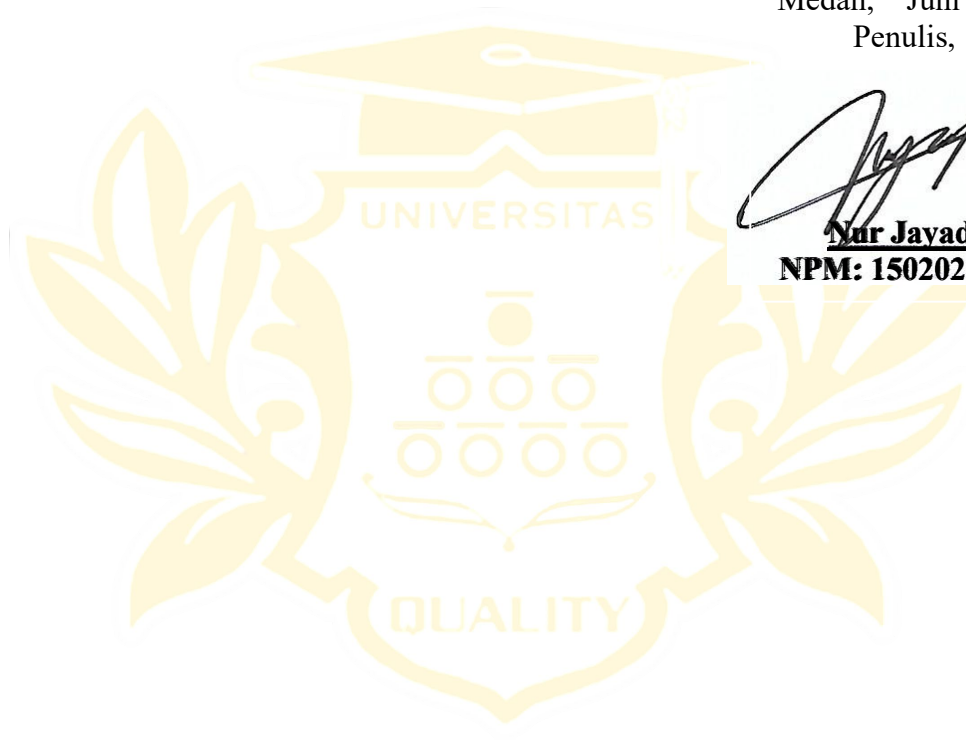 Medan, Juni
Penulis,
Nur Jayad
NPM: 150202
UNIVERSITAS
QUALITY